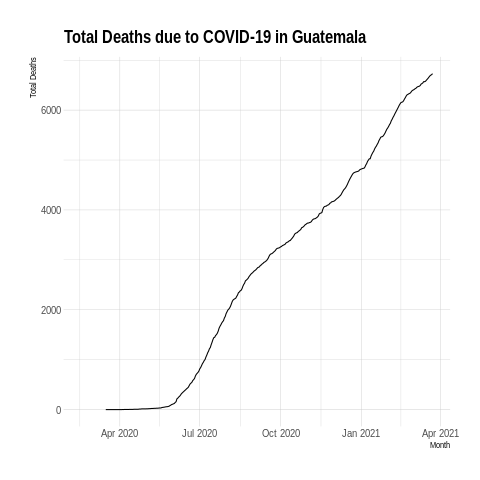 Total Deaths due to COVID-19 in Guatemala
Total Deaths
6000
4000
2000
0
Apr 2020 Jul 2020 Oct 2020 Jan 2021 Apr 2021
Month